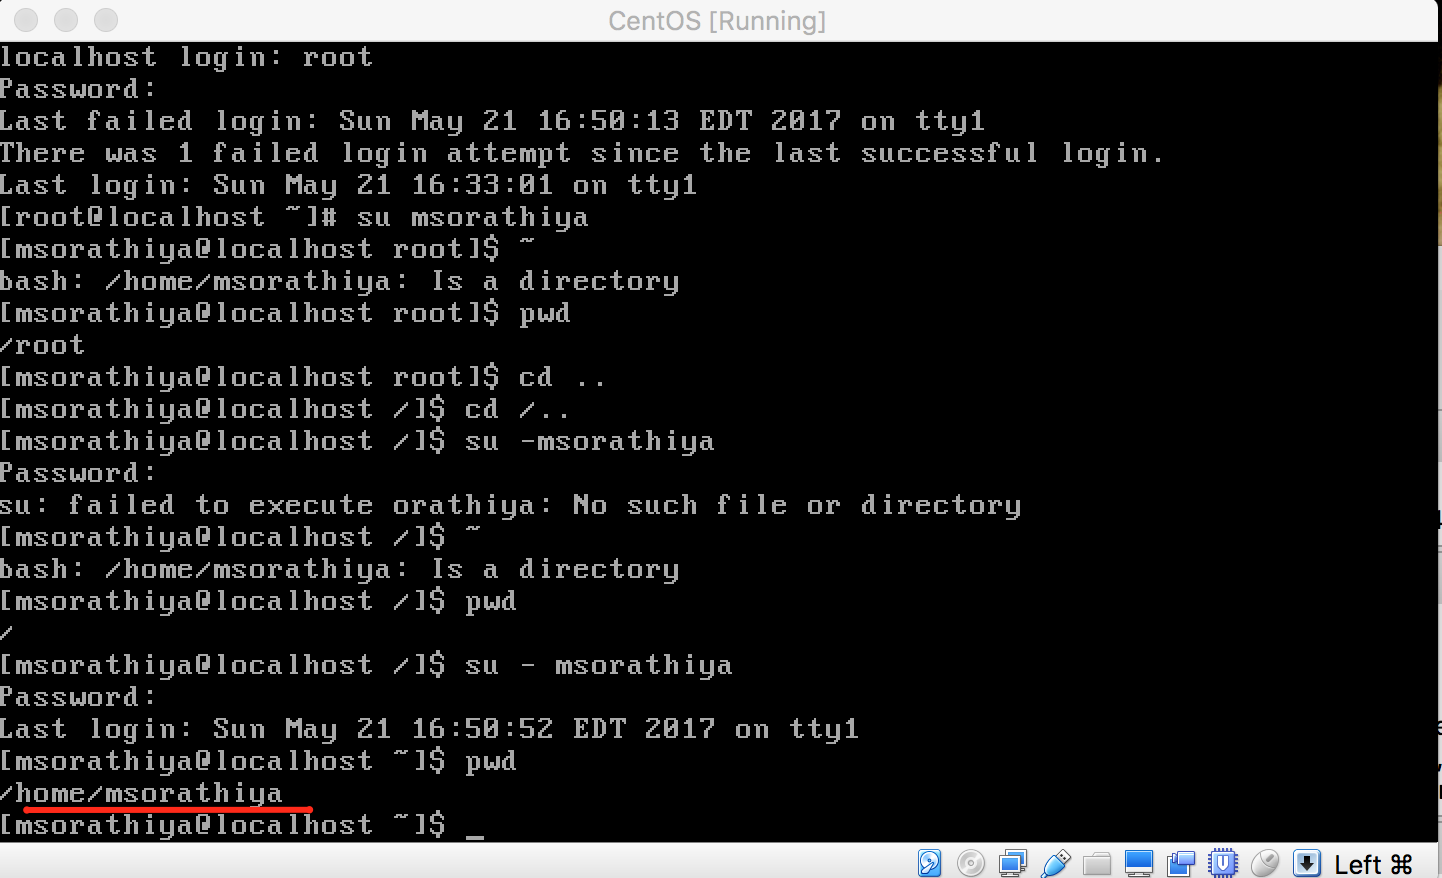 CentOS [Running]
localhost login: root
Password:
Last failed login: Sun May 21 16:50:13 EDT 2017 on tty1
There was 1 failed login attempt since the last successful login.
Last login: Sun May 21 16:33:01 on tty1
[root@localhost ~]# su msorathiya
[msorathiya@localhost root]$ ~
bash: /home/msorathiya: Is a directory
[msorathiya@localhost root]$ pwd
/root
[msorathiya@localhost root]$ cd ..
[msorathiya@localhost /]$ cd /..
[msorathiya@localhost /]$ su -msorathiya
Password:
su: failed to execute orathiya: No such file or directory
[msorathiya@localhost /]$ ~
bash: /home/msorathiya: Is a directory
[msorathiya@localhost /]$ pwd
/
[msorathiya@localhost /]$ su - msorathiya
Password:
Last login: Sun May 21 16:50:52 EDT 2017 on tty1
[msorathiya@localhost ~]$ pwd
/home/msorathiya
[msorathiya@localhost ~]$ _
Left ⌘